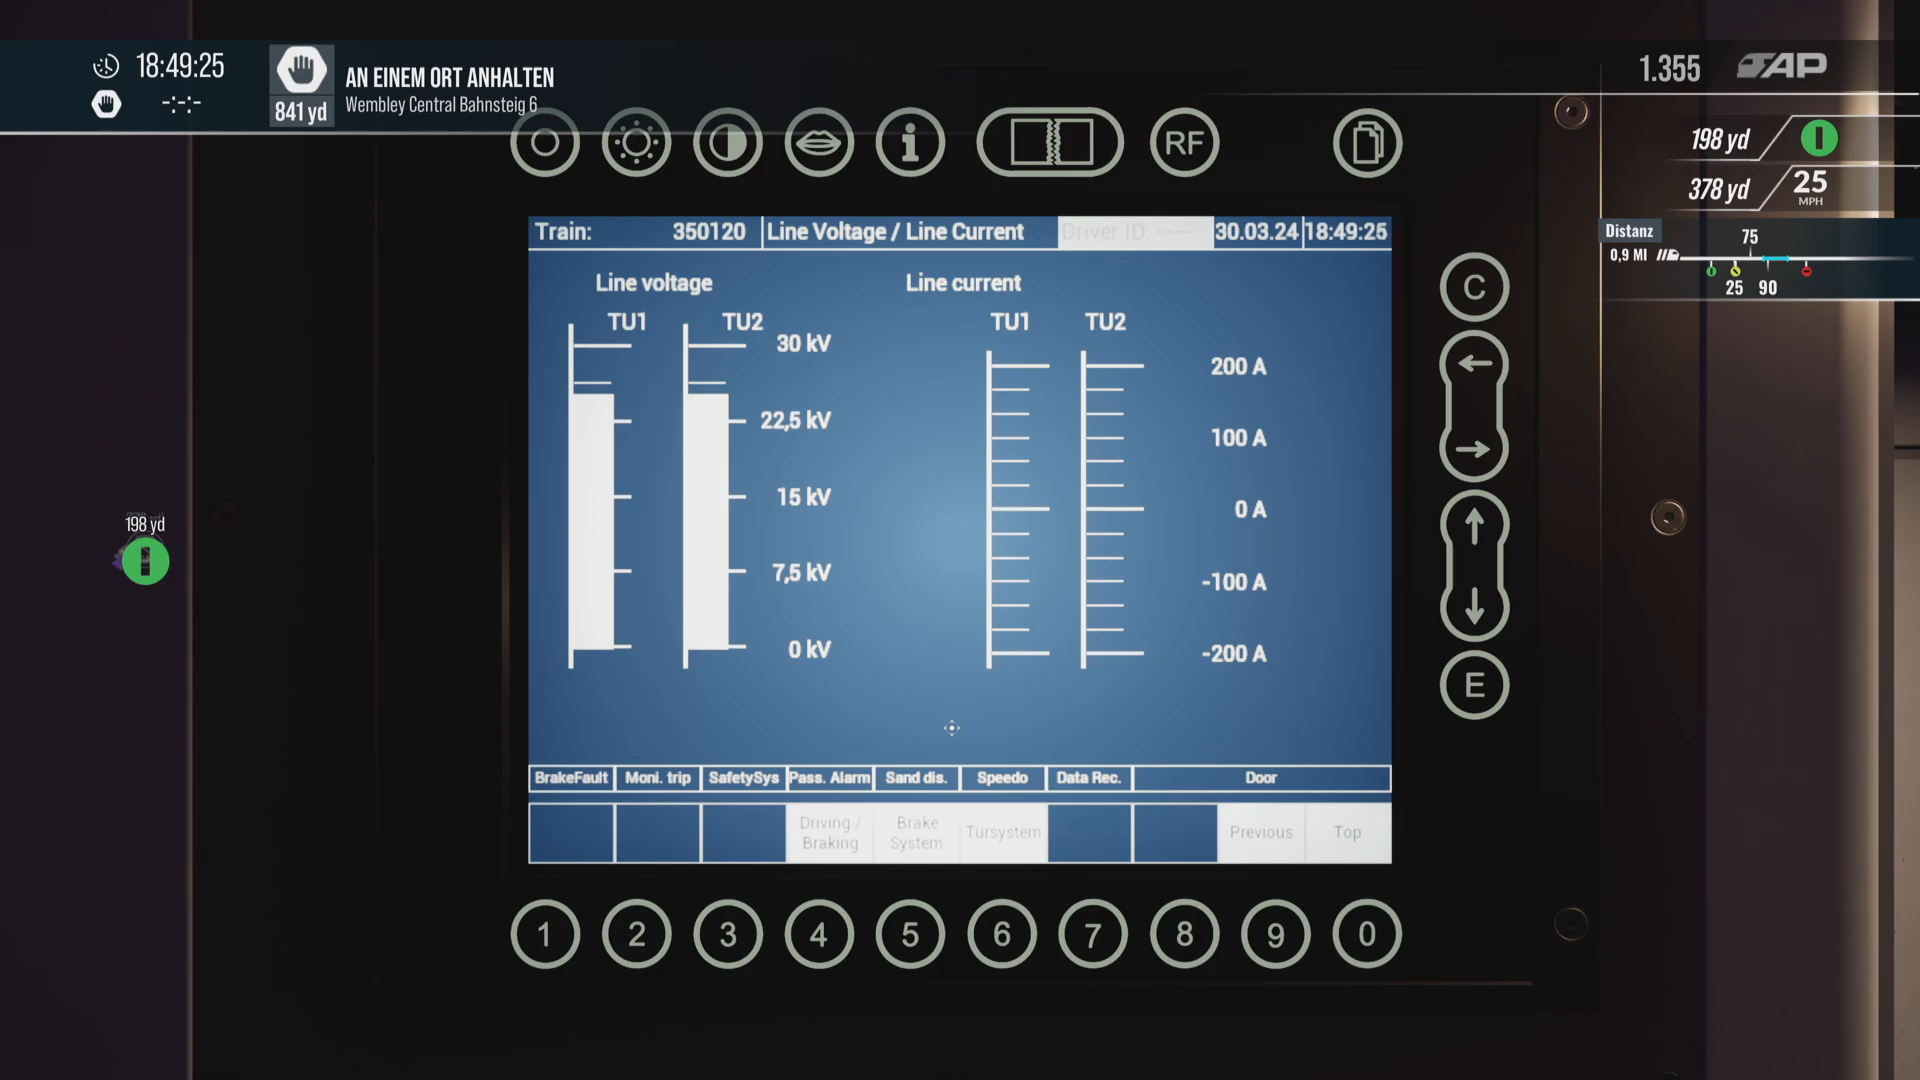 18:49:25
-:-:-
841 yd
AN EINEM ORT ANHALTEN
Wembley Central Bahnsteig 6
1.355
AP
198 yd
378 yd
25
MPH
Distanz
0,9 MI
75
25
90
RF
Train: 350120 Line Voltage / Line Current Driver ID: ---- 30.03.24 18:49:25
Line voltage
Line current
TU1 TU2
TU1 TU2
30 kV
22,5 kV
15 kV
7,5 kV
0 kV
200 A
100 A
0 A
-100 A
-200 A
C
E
198 yd
BrakeFault Moni. trip SafetySys Pass. Alarm Sand dis. Speedo Data Rec. Door
Driving / Braking
Brake System
Türsystem
Previous
Top
1 2 3 4 5 6 7 8 9 0